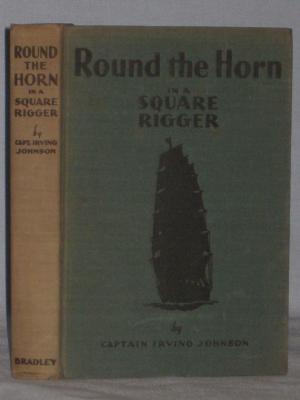 ROUND
THE
HORN
IN A
SQUARE
RIGGER
by
CAPT. IRVING
JOHNSON
BRADLEY
Round the Horn
IN A
SQUARE
RIGGER
by
CAPTAIN IRVING JOHNSON